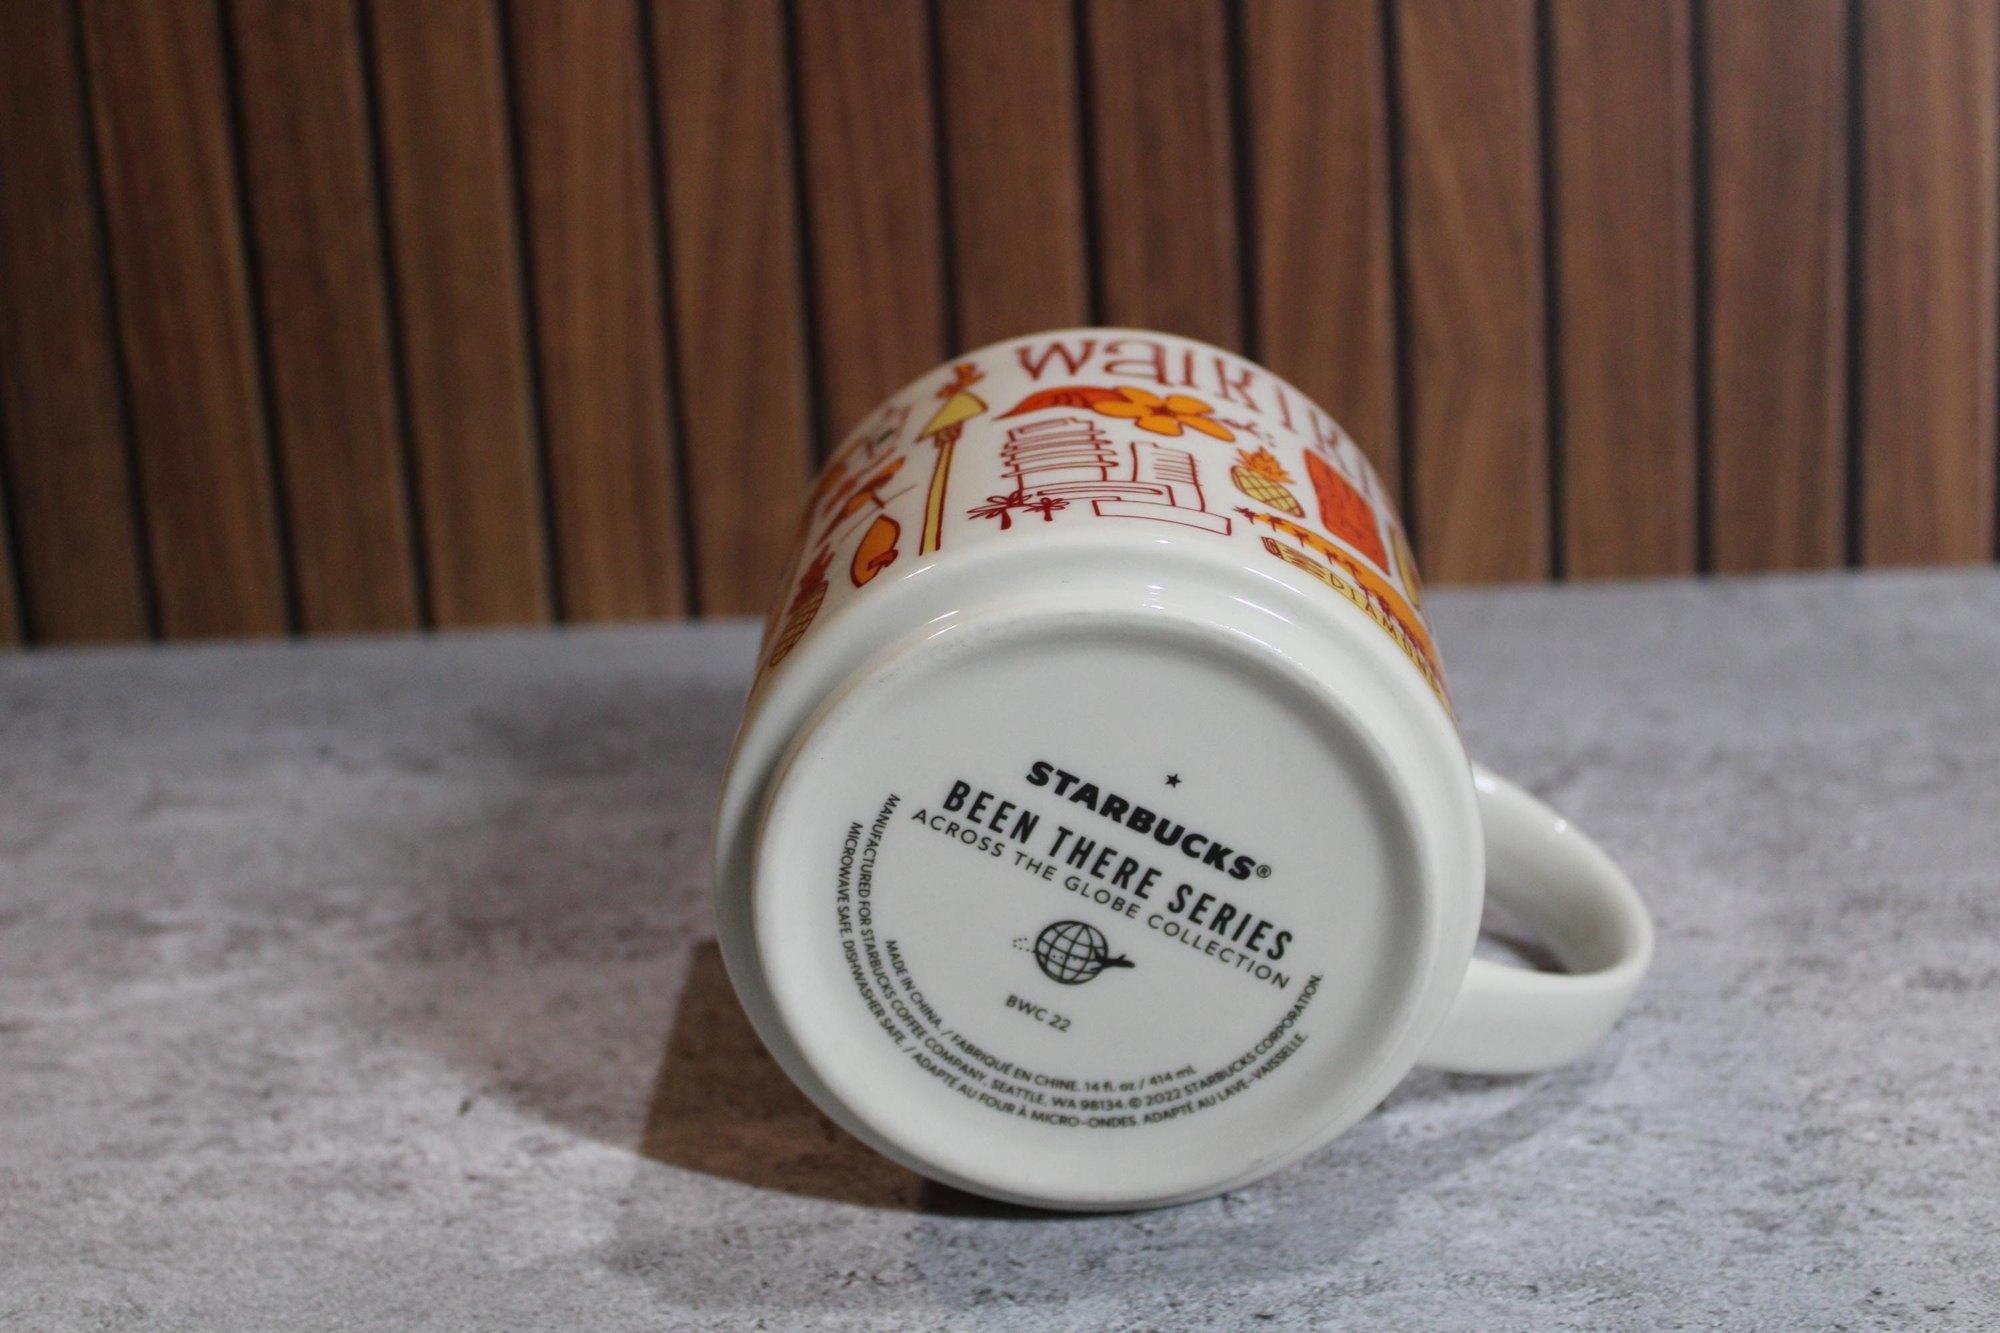 WAIKIKI
DIAMOND
STARBUCKS®
BEEN THERE SERIES
ACROSS THE GLOBE COLLECTION
BWC 22
MADE IN CHINA. / FABRIQUÉ EN CHINE. 14 fl. oz / 414 mL
MANUFACTURED FOR STARBUCKS COFFEE COMPANY, SEATTLE, WA 98134. © 2022 STARBUCKS CORPORATION.
MICROWAVE SAFE. DISHWASHER SAFE. / ADAPTÉ AU FOUR À MICRO-ONDES. ADAPTÉ AU LAVE-VAISSELLE.